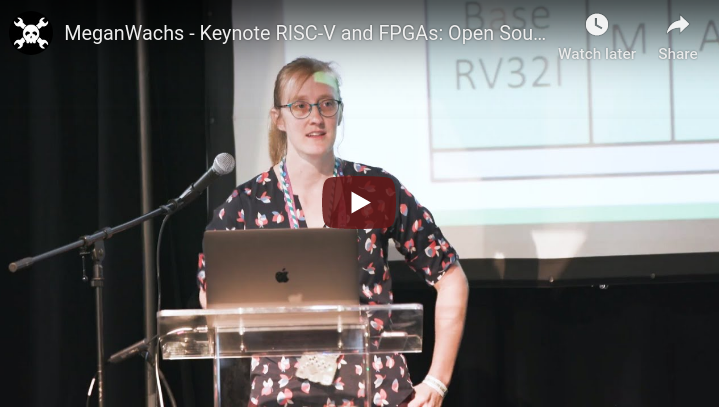 MeganWachs - Keynote RISC-V and FPGAs: Open Sou...
Watch later
Share
Base
RV32I
M
A